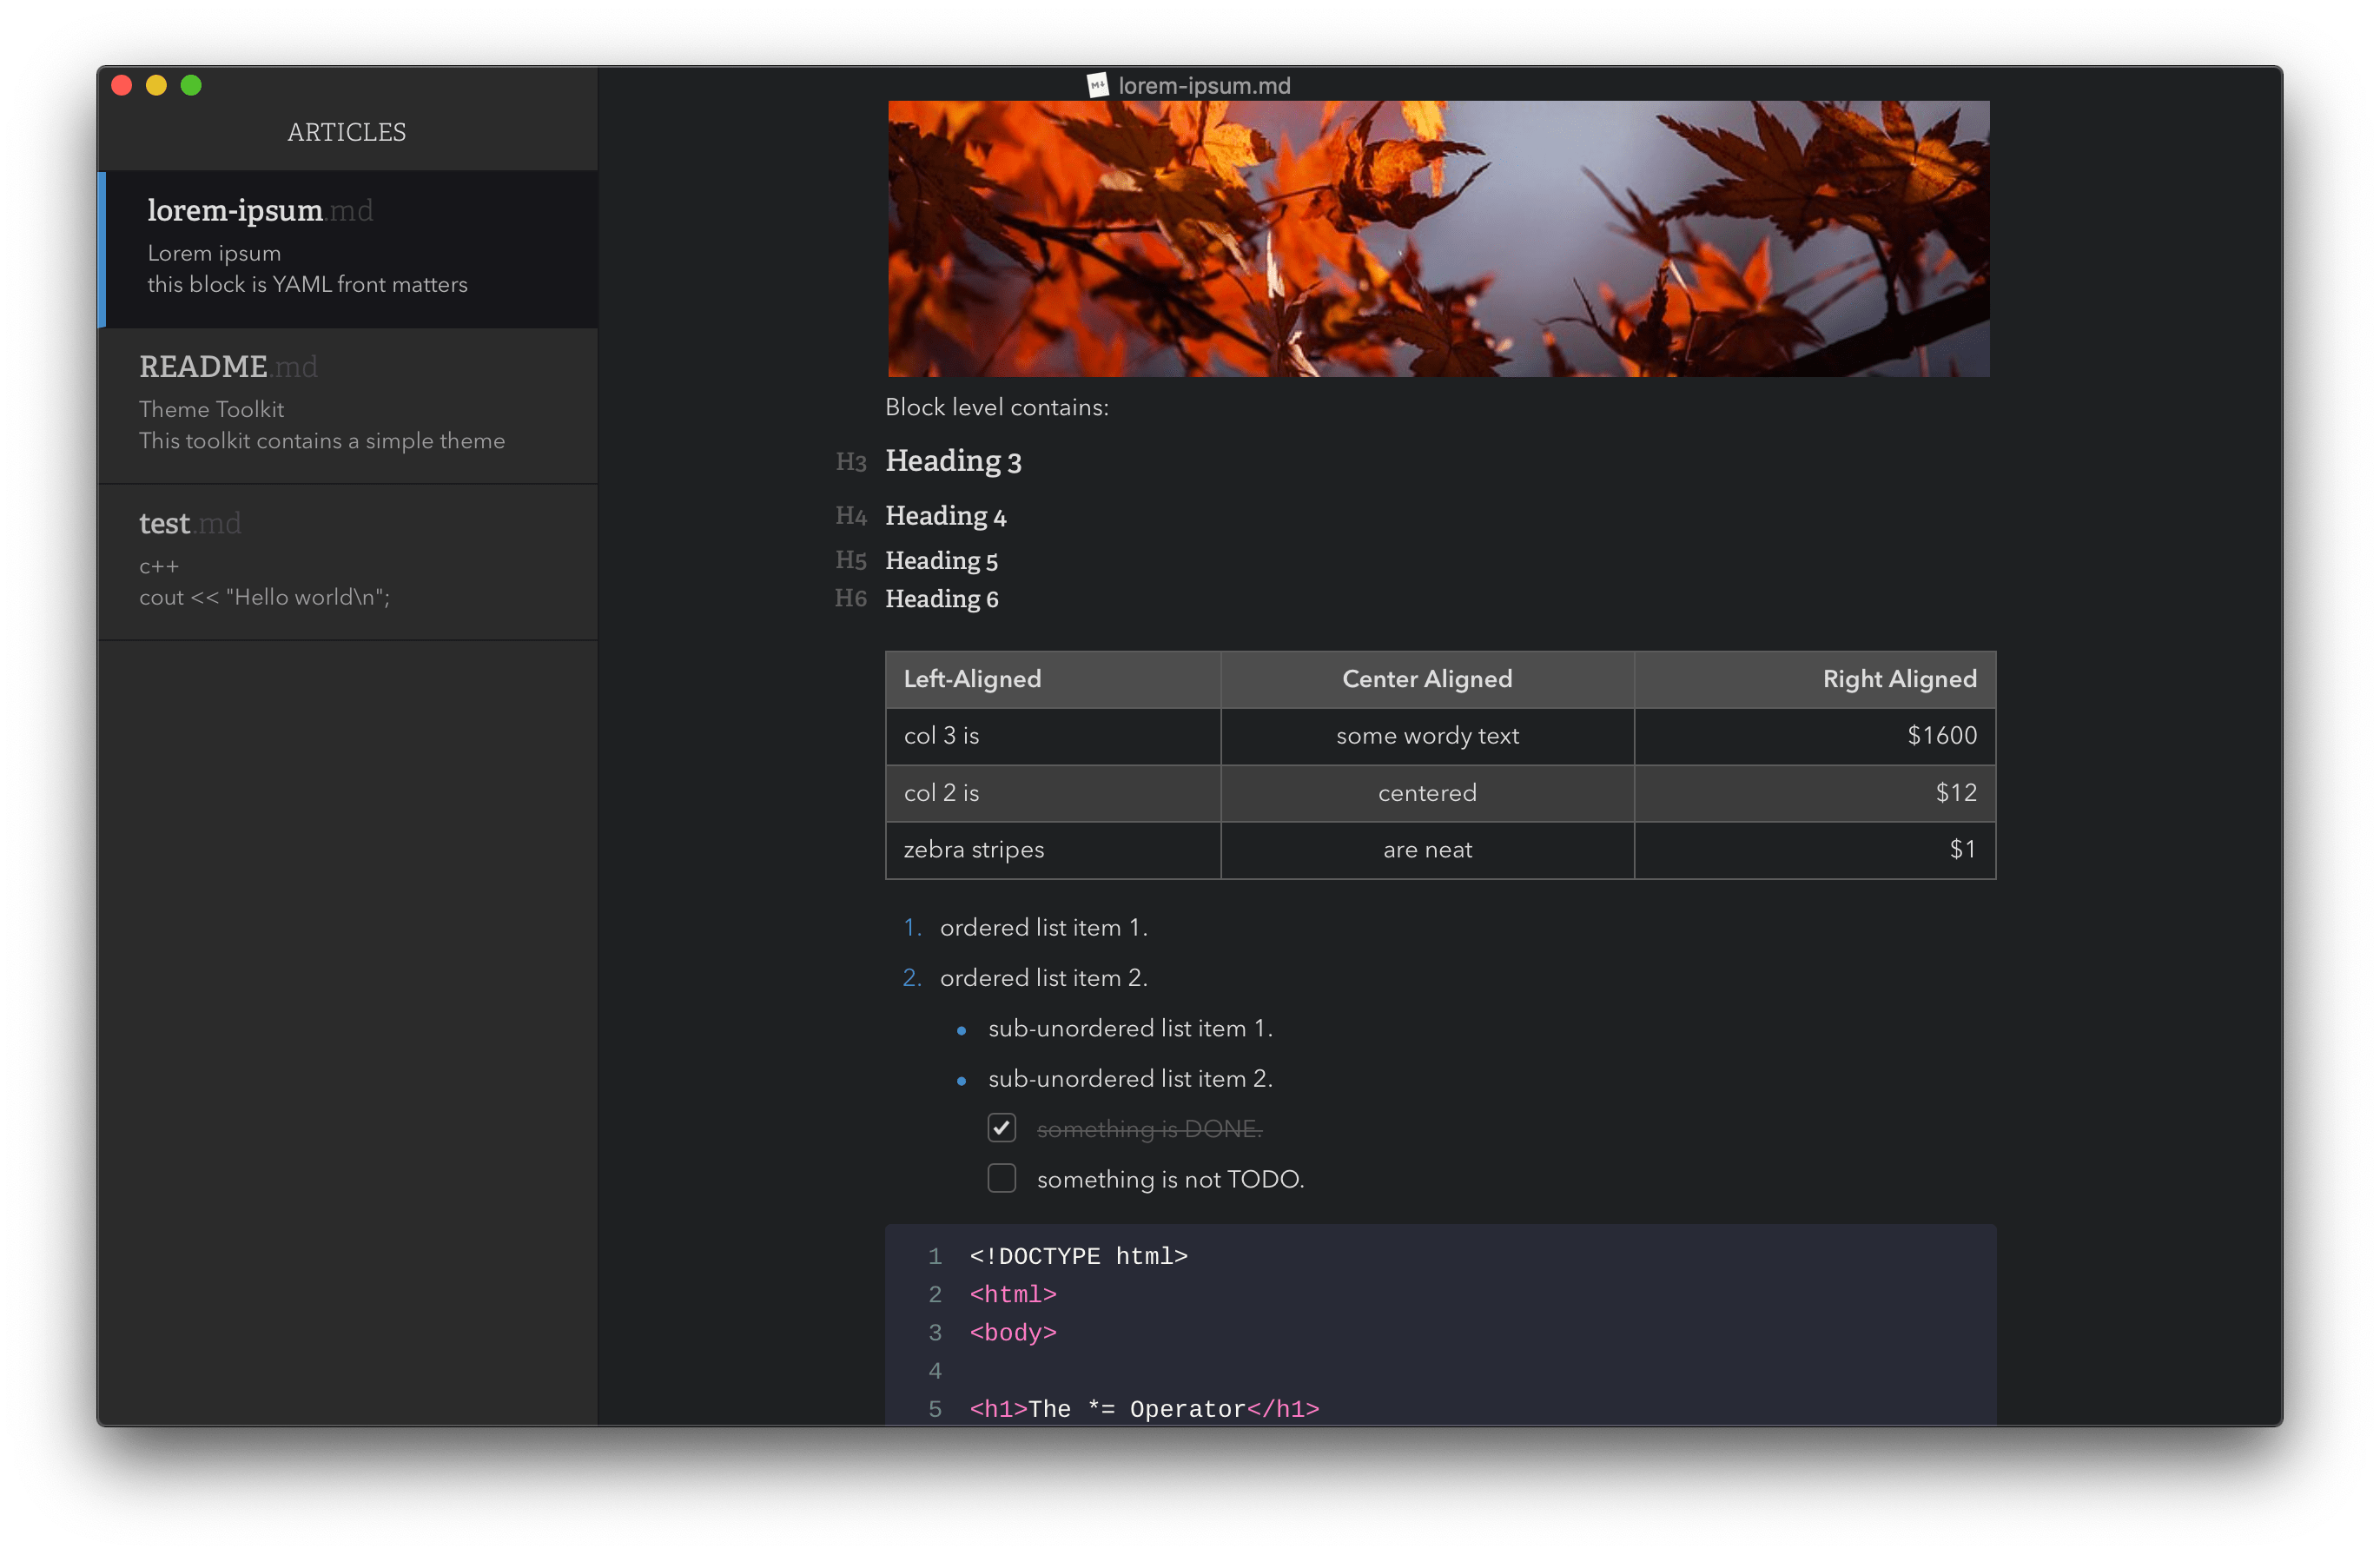 lorem-ipsum.md
ARTICLES
lorem-ipsum.md
Lorem ipsum
this block is YAML front matters
README.md
Theme Toolkit
This toolkit contains a simple theme
test.md
c++
cout << "Hello world\n";
Block level contains:
H3 Heading 3
H4 Heading 4
H5 Heading 5
H6 Heading 6
Left-Aligned Center Aligned Right Aligned
col 3 is some wordy text $1600
col 2 is centered $12
zebra stripes are neat $1
1. ordered list item 1.
2. ordered list item 2.
• sub-unordered list item 1.
• sub-unordered list item 2.
something is DONE.
something is not TODO.
1 <!DOCTYPE html>
2 <html>
3 <body>
4
5 <h1>The *= Operator</h1>